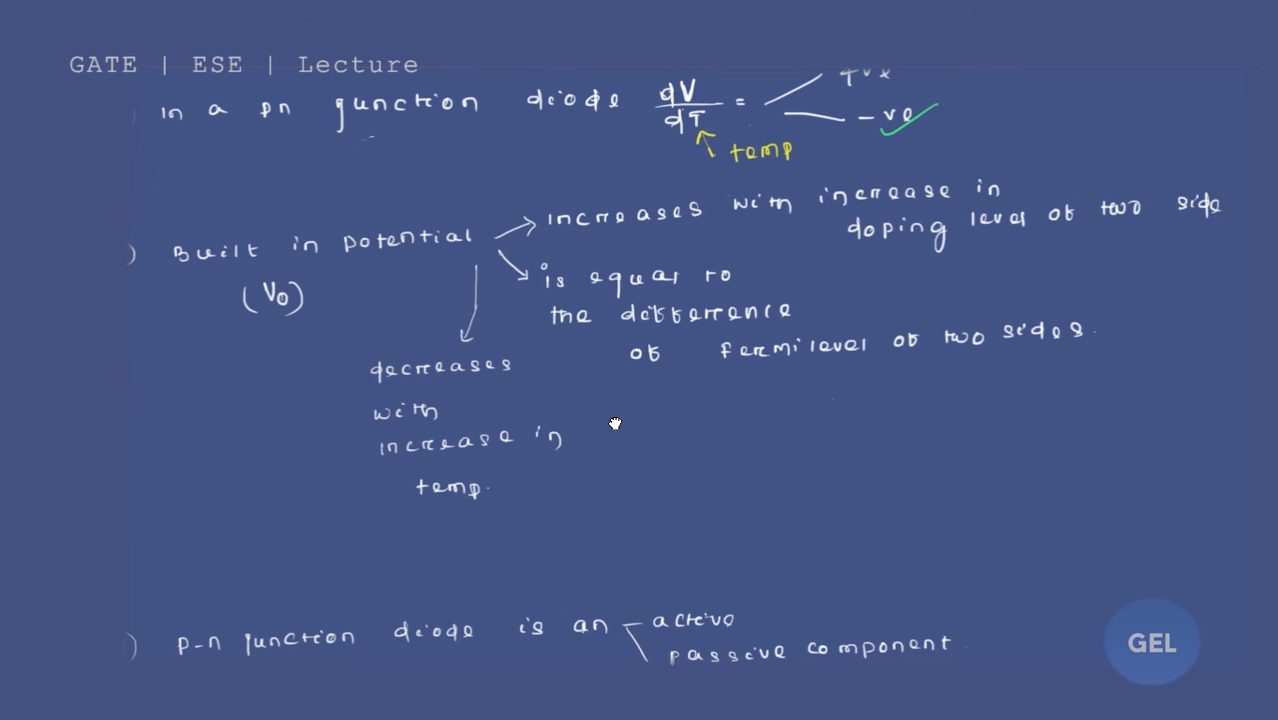 GATE | ESE | Lecture
+ve
in a pn junction diode dV/dT = -ve
temp
) Built in potential increases with increase in
doping level of two side
(V0)
is equal to
the difference
of fermi level of two sides.
decreases
with
increase in
temp.
) p-n junction diode is an active
passive component
GEL